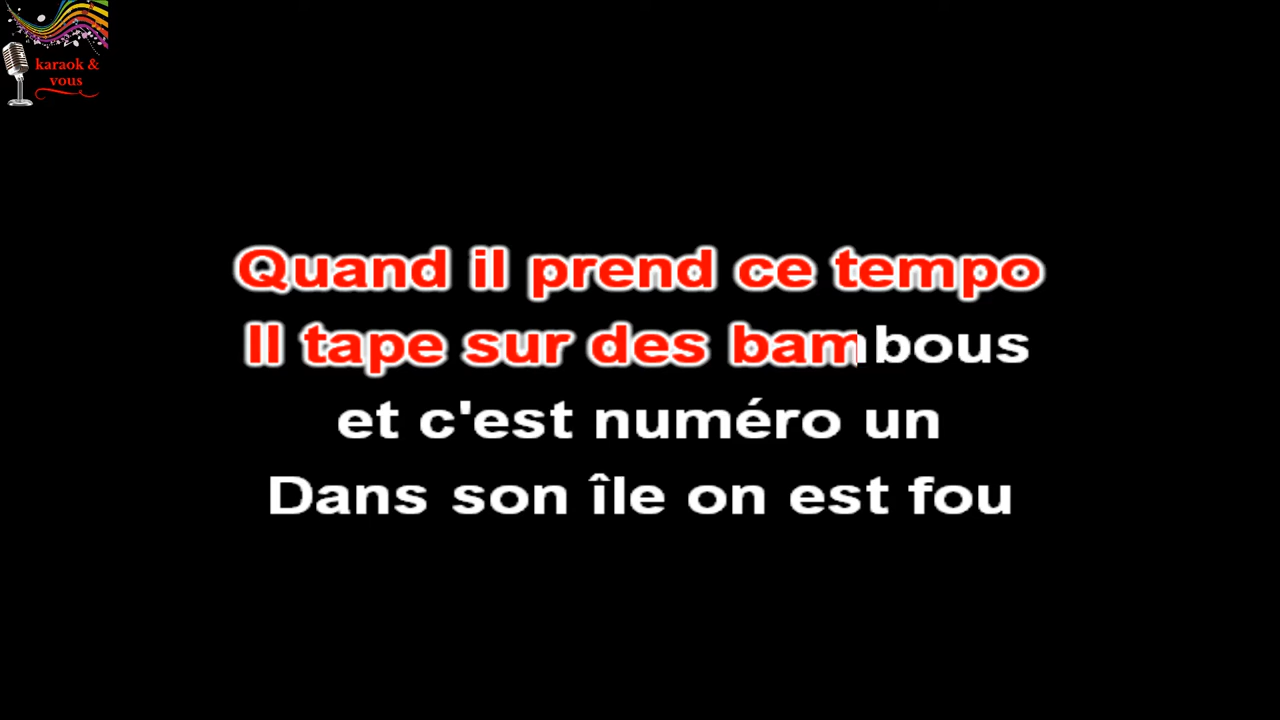 karaok &
vous
Quand il prend ce tempo
Il tape sur des bambous
et c'est numéro un
Dans son île on est fou